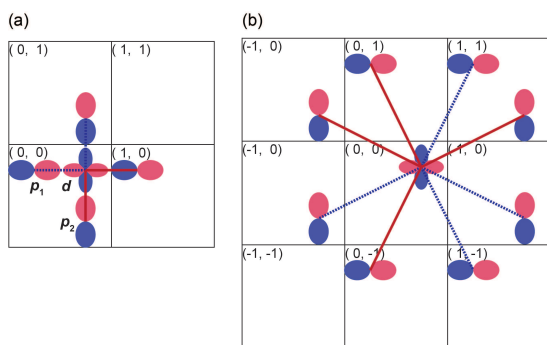 (a)
(0, 1)
(1, 1)
(0, 0)
(1, 0)
p1
d
p2
(b)
(-1, 0)
(0, 1)
(1, 1)
(-1, 0)
(0, 0)
(1, 0)
(-1, -1)
(0, -1)
(1, -1)